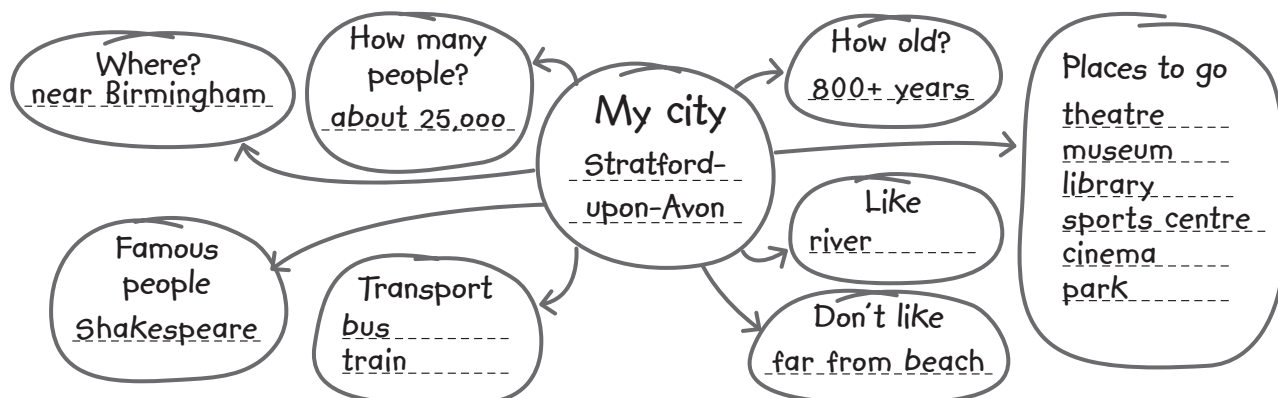 My city
Stratford-
upon-Avon
Where?
near Birmingham
How many
people?
about 25,000
How old?
800+ years
Places to go
theatre
museum
library
sports centre
cinema
park
Like
river
Don't like
far from beach
Transport
bus
train
Famous
people
Shakespeare